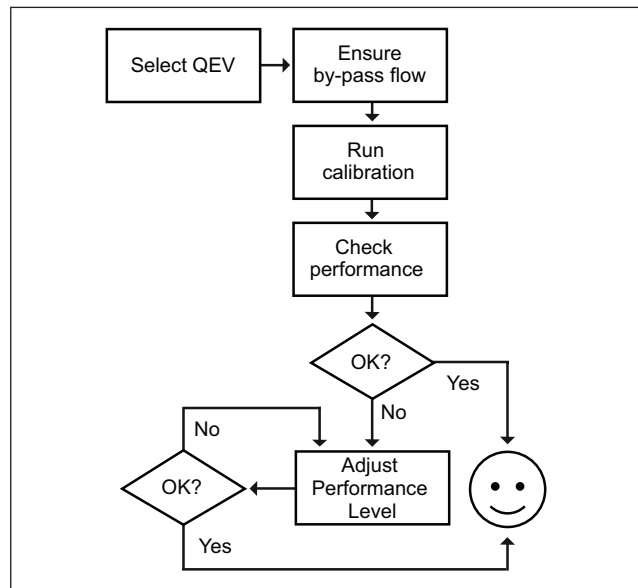 Select QEV
Ensure
by-pass flow
Run
calibration
Check
performance
OK?
Yes
No
No
OK?
Adjust
Performance
Level
Yes